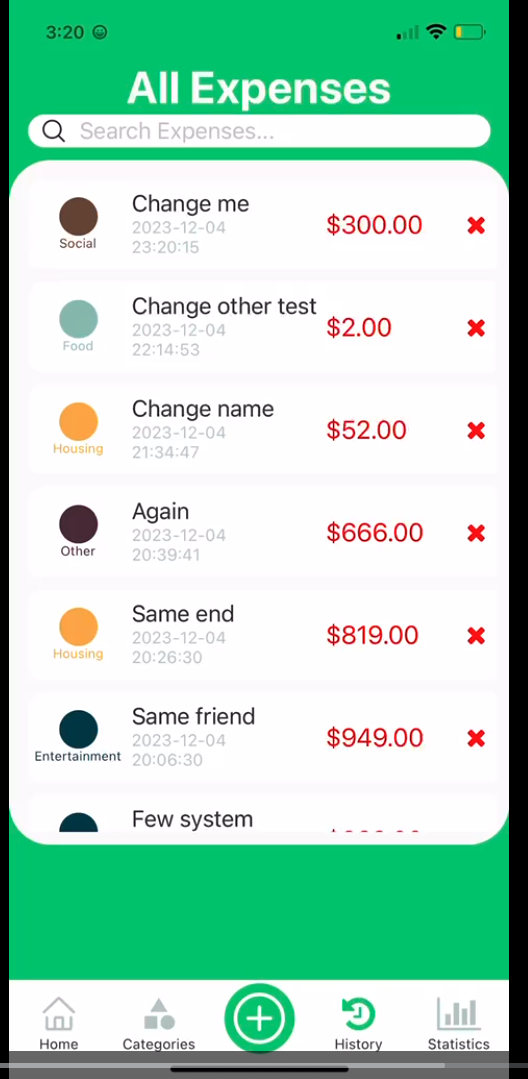 3:20
All Expenses
Search Expenses...
Change me
2023-12-04
23:20:15
$300.00
Social
Change other test
2023-12-04
22:14:53
$2.00
Food
Change name
2023-12-04
21:34:47
$52.00
Housing
Again
2023-12-04
20:39:41
$666.00
Other
Same end
2023-12-04
20:26:30
$819.00
Housing
Same friend
2023-12-04
20:06:30
$949.00
Entertainment
Few system
Home
Categories
History
Statistics